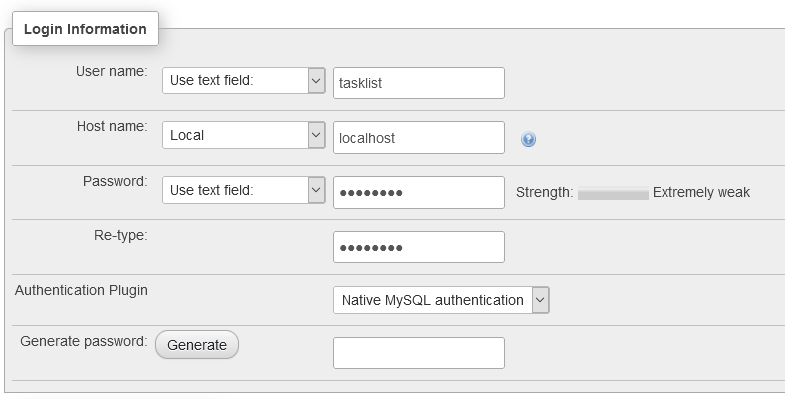 Login Information
User name: Use text field: tasklist
Host name: Local localhost
Password: Use text field: ●●●●●●●● Strength: Extremely weak
Re-type: ●●●●●●●●
Authentication Plugin Native MySQL authentication
Generate password: Generate